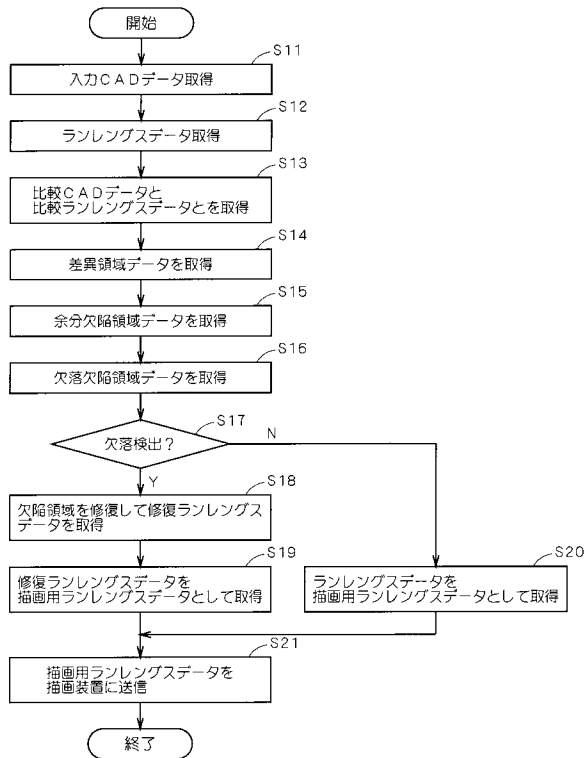 開始
S11
入力CADデータ取得
S12
ランレングスデータ取得
S13
比較CADデータと
比較ランレングスデータとを取得
S14
差異領域データを取得
S15
余分欠陥領域データを取得
S16
欠落欠陥領域データを取得
S17
欠落検出?
N
Y
S18
欠陥領域を修復して修復ランレングス
データを取得
S19
修復ランレングスデータを
描画用ランレングスデータとして取得
S20
ランレングスデータを
描画用ランレングスデータとして取得
S21
描画用ランレングスデータを
描画装置に送信
終了